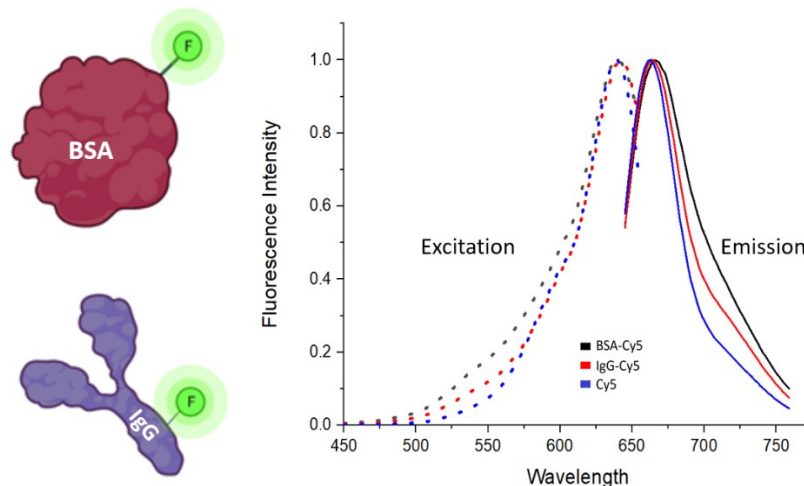 F
BSA
F
IgG
Fluorescence Intensity
1.0
0.8
0.6
0.4
0.2
0.0
Excitation
Emission
BSA-Cy5
IgG-Cy5
Cy5
450 500 550 600 650 700 750
Wavelength